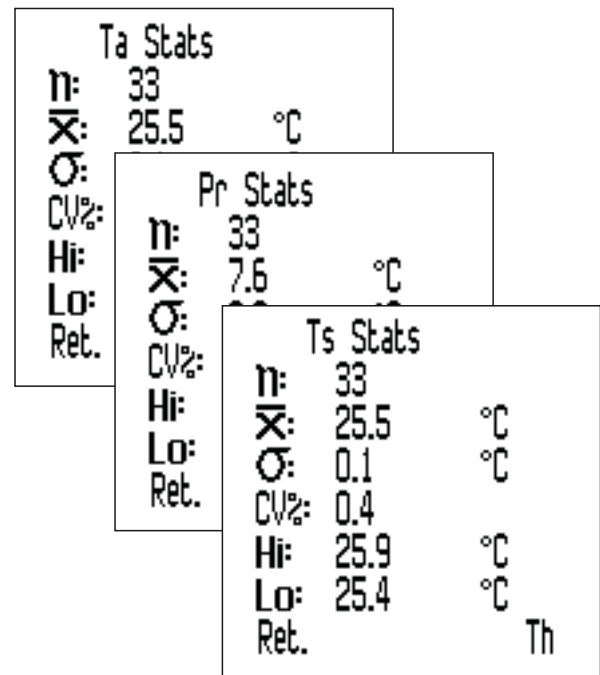 Ta Stats
n: 33
x̅: 25.5 °C
σ:
CV%:
Hi:
Lo:
Ret.
Pr Stats
n: 33
x̅: 7.6 °C
σ:
CV%:
Hi:
Lo:
Ret.
Ts Stats
n: 33
x̅: 25.5 °C
σ: 0.1 °C
CV%: 0.4
Hi: 25.9 °C
Lo: 25.4 °C
Ret. Th